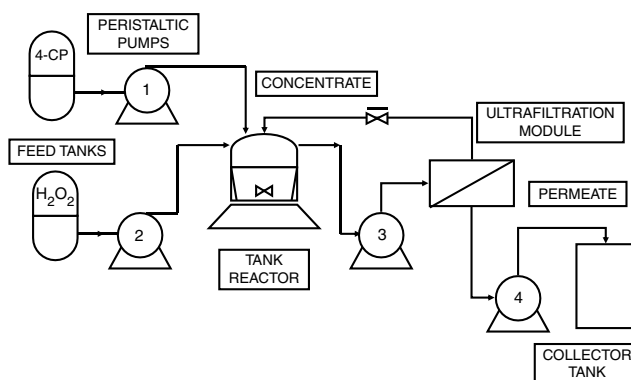 PERISTALTIC
PUMPS
4-CP
1
CONCENTRATE
ULTRAFILTRATION
MODULE
FEED TANKS
H₂O₂
2
TANK
REACTOR
3
PERMEATE
4
COLLECTOR
TANK